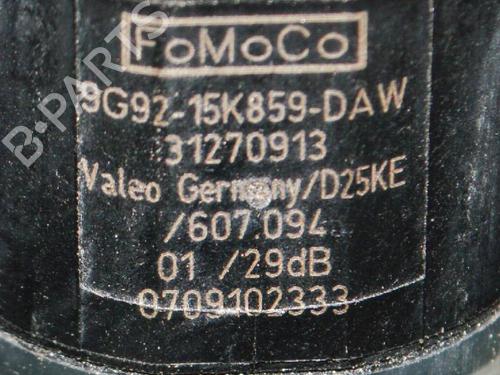 FoMoCo
9G92-15K859-DAW
31270913
Valeo Germany/D25KE
/607.094
01 /29dB
0709102333
B-PARTS